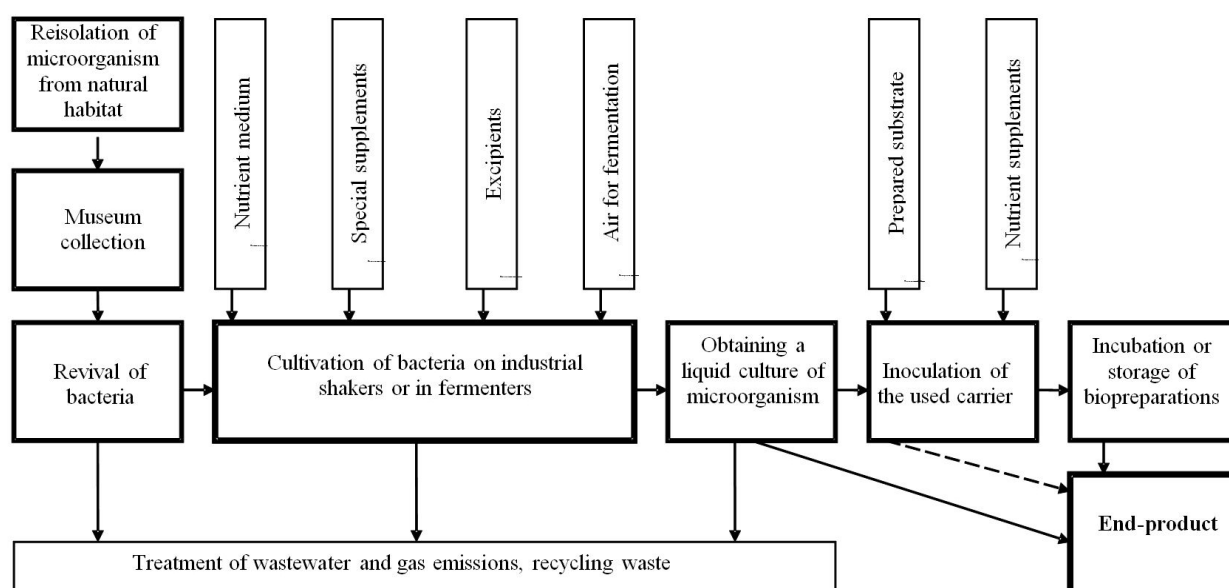 Reisolation of
microorganism
from natural
habitat
Nutrient medium
Special supplements
Excipients
Air for fermentation
Prepared substrate
Nutrient supplements
Museum
collection
Revival of
bacteria
Cultivation of bacteria on industrial
shakers or in fermenters
Obtaining a
liquid culture of
microorganism
Inoculation of
the used carrier
Incubation or
storage of
biopreparations
End-product
Treatment of wastewater and gas emissions, recycling waste